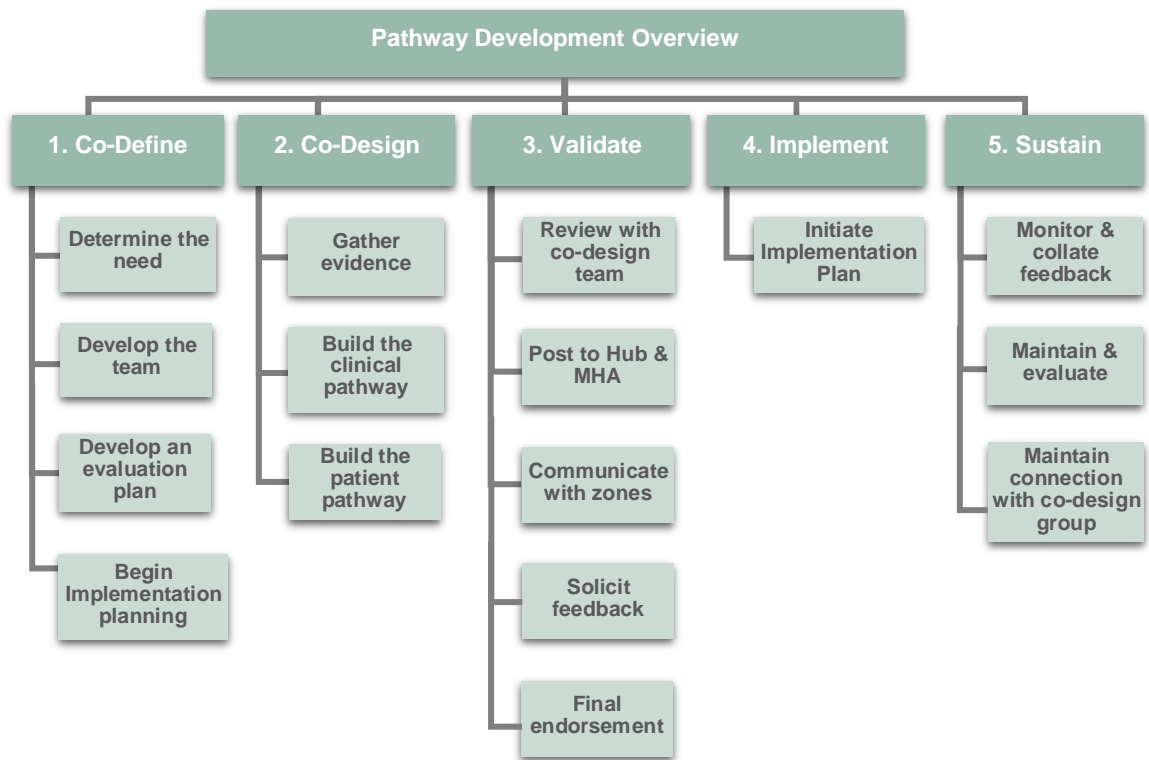 Pathway Development Overview
1. Co-Define
Determine the
need
Develop the
team
Develop an
evaluation
plan
Begin
Implementation
planning
2. Co-Design
Gather
evidence
Build the
clinical
pathway
Build the
patient
pathway
3. Validate
Review with
co-design
team
Post to Hub &
MHA
Communicate
with zones
Solicit
feedback
Final
endorsement
4. Implement
Initiate
Implementation
Plan
5. Sustain
Monitor &
collate
feedback
Maintain &
evaluate
Maintain
connection
with co-design
group